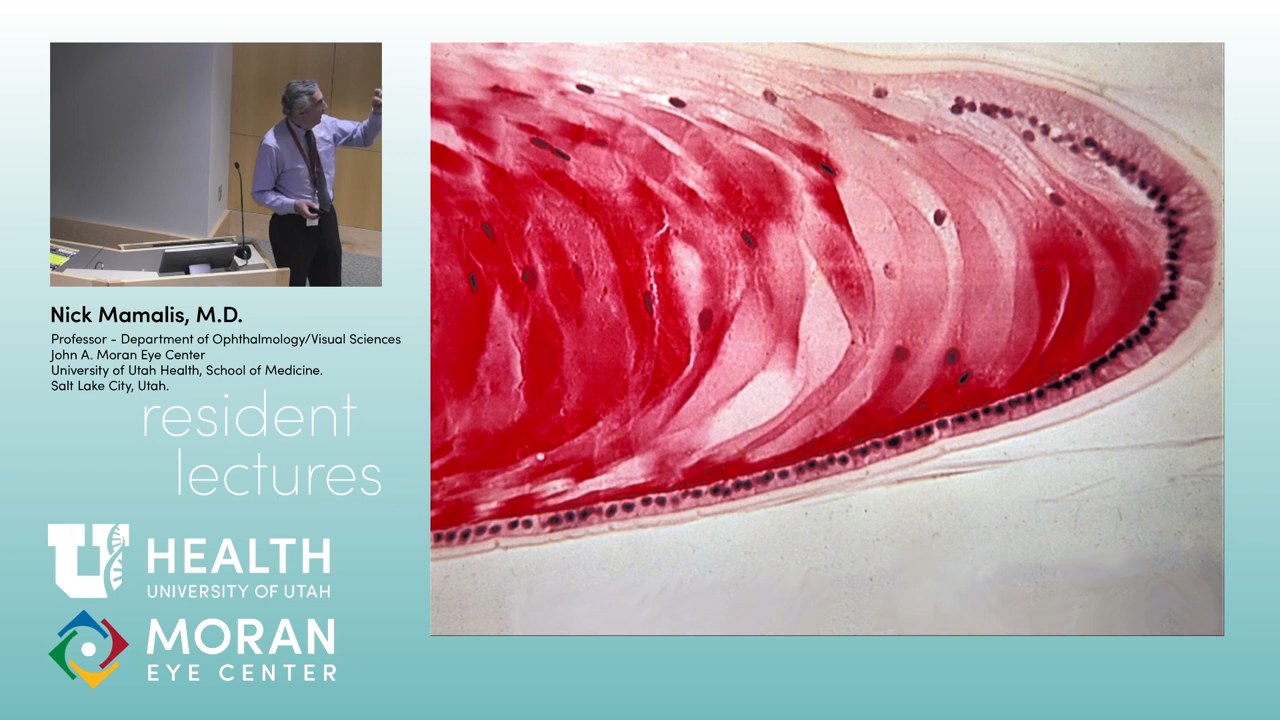 Nick Mamalis, M.D.
Professor - Department of Ophthalmology/Visual Sciences
John A. Moran Eye Center
University of Utah Health, School of Medicine.
Salt Lake City, Utah.
resident
lectures
U
HEALTH
UNIVERSITY OF UTAH
MORAN
EYE CENTER